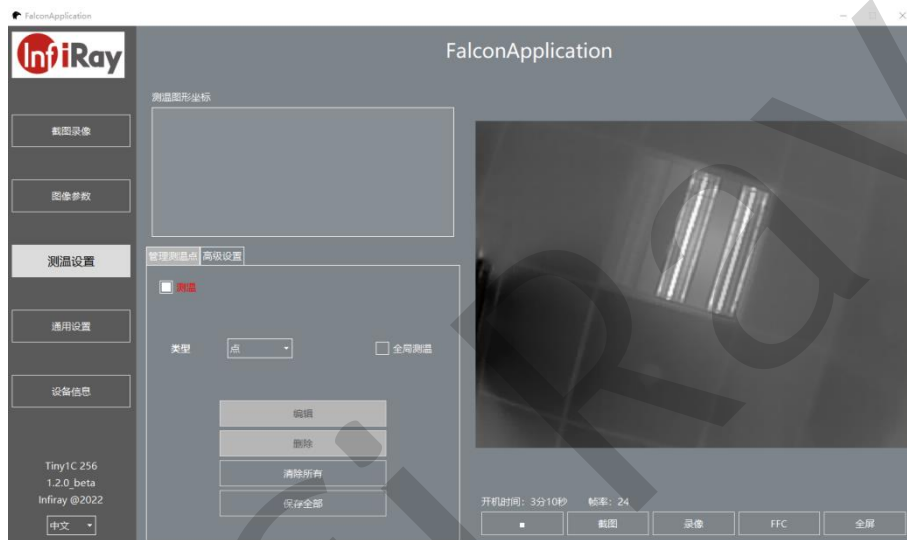 FalconApplication
InfiRay
FalconApplication
测温图形坐标
截图录像
图像参数
测温设置
通用设置
设备信息
管理测温点
高级设置
测温
类型
点
全局测温
编辑
删除
清除所有
保存全部
Tiny1C 256
1.2.0_beta
Infiray @2022
中文
开机时间：3分10秒 帧率：24
截图
录像
FFC
全屏